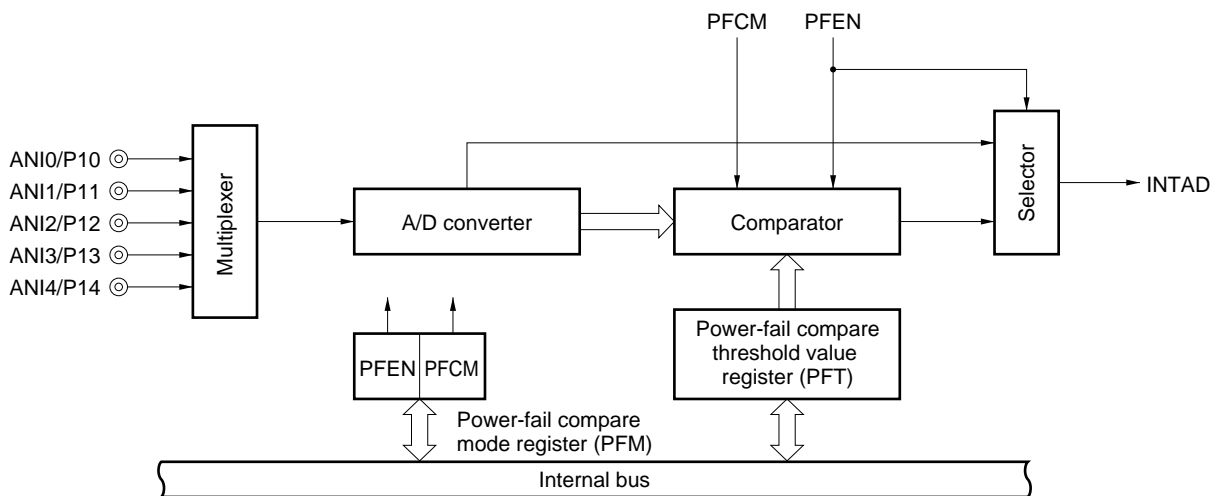 PFCM
PFEN
ANI0/P10
ANI1/P11
ANI2/P12
ANI3/P13
ANI4/P14
Multiplexer
A/D converter
Comparator
Selector
INTAD
PFEN
PFCM
Power-fail compare
mode register (PFM)
Power-fail compare
threshold value
register (PFT)
Internal bus